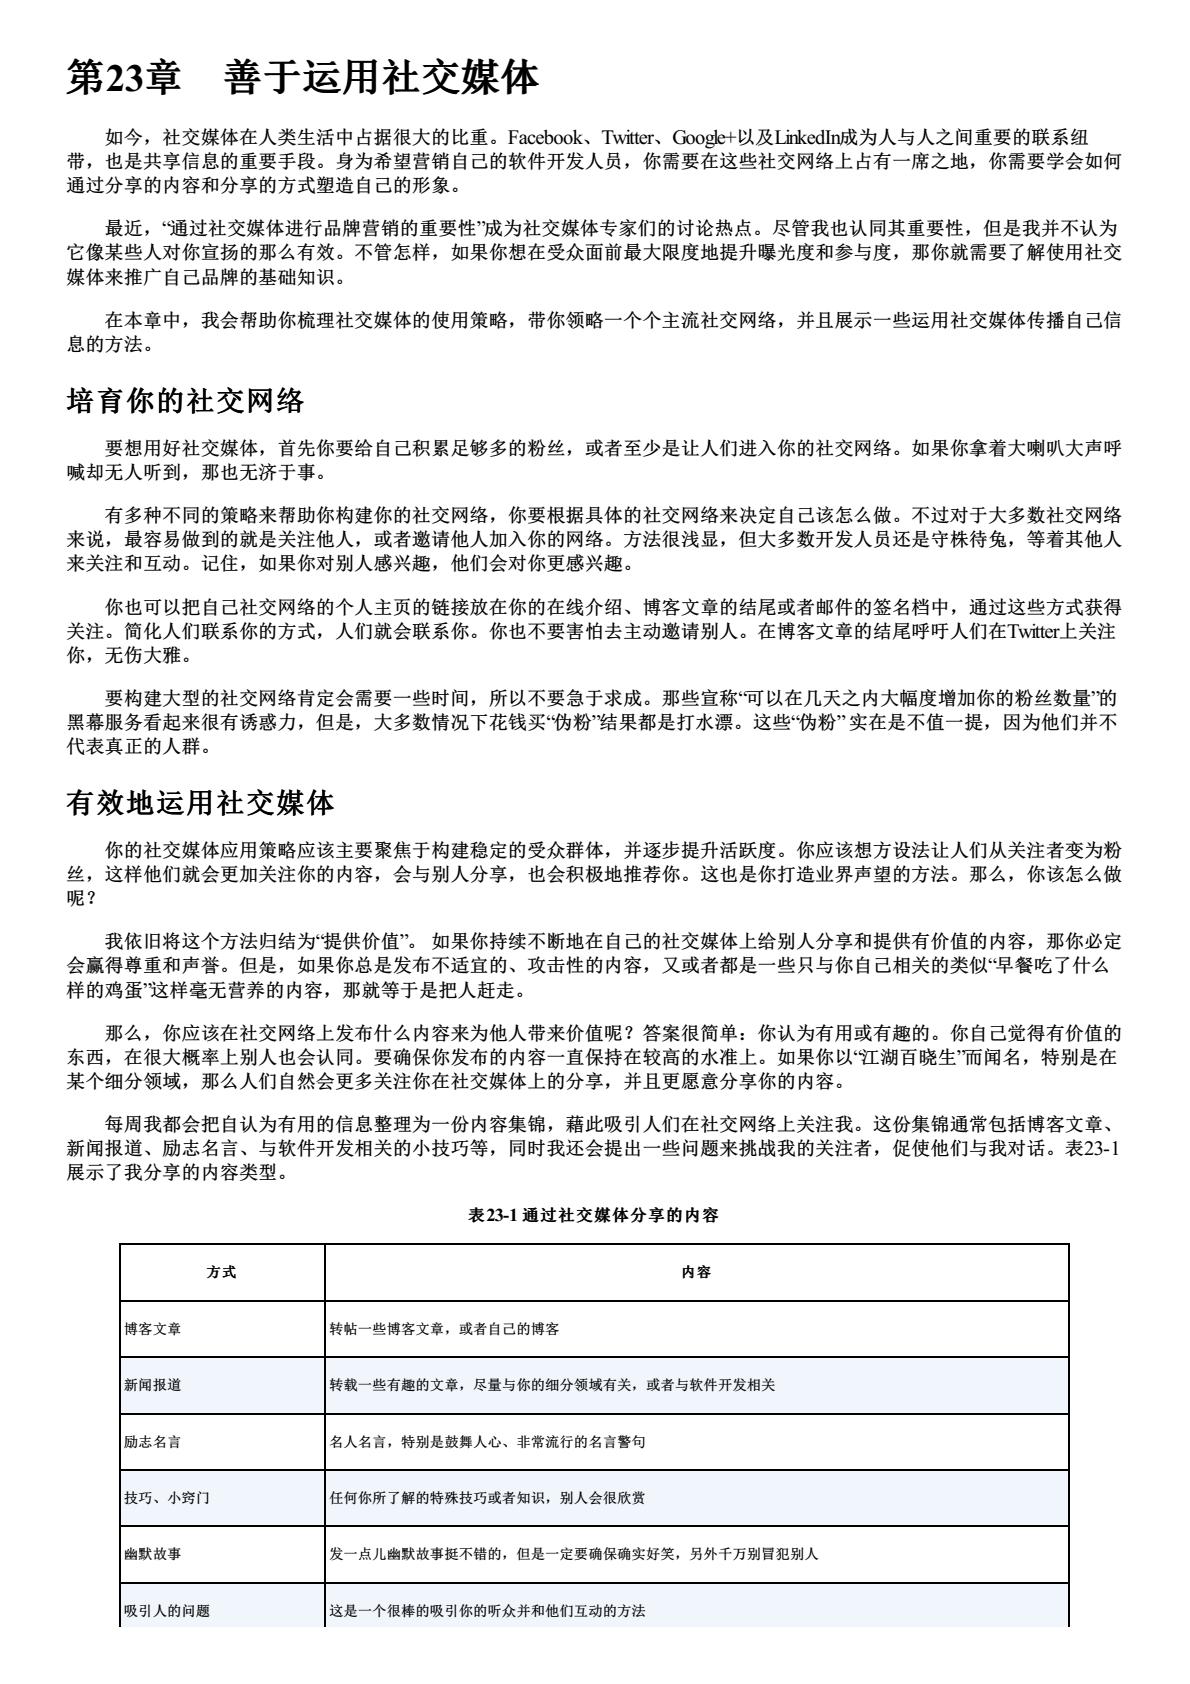 第23章　善于运用社交媒体
如今，社交媒体在人类生活中占据很大的比重。Facebook、Twitter、Google+以及LinkedIn成为人与人之间重要的联系纽
带，也是共享信息的重要手段。身为希望营销自己的软件开发人员，你需要在这些社交网络上占有一席之地，你需要学会如何
通过分享的内容和分享的方式塑造自己的形象。
最近，“通过社交媒体进行品牌营销的重要性”成为社交媒体专家们的讨论热点。尽管我也认同其重要性，但是我并不认为
它像某些人对你宣扬的那么有效。不管怎样，如果你想在受众面前最大限度地提升曝光度和参与度，那你就需要了解使用社交
媒体来推广自己品牌的基础知识。
在本章中，我会帮助你梳理社交媒体的使用策略，带你领略一个个主流社交网络，并且展示一些运用社交媒体传播自己信
息的方法。
培育你的社交网络
要想用好社交媒体，首先你要给自己积累足够多的粉丝，或者至少是让人们进入你的社交网络。如果你拿着大喇叭大声呼
喊却无人听到，那也无济于事。
有多种不同的策略来帮助你构建你的社交网络，你要根据具体的社交网络来决定自己该怎么做。不过对于大多数社交网络
来说，最容易做到的就是关注他人，或者邀请他人加入你的网络。方法很浅显，但大多数开发人员还是守株待兔，等着其他人
来关注和互动。记住，如果你对别人感兴趣，他们会对你更感兴趣。
你也可以把自己社交网络的个人主页的链接放在你的在线介绍、博客文章的结尾或者邮件的签名档中，通过这些方式获得
关注。简化人们联系你的方式，人们就会联系你。你也不要害怕去主动邀请别人。在博客文章的结尾呼吁人们在Twitter上关注
你，无伤大雅。
要构建大型的社交网络肯定会需要一些时间，所以不要急于求成。那些宣称“可以在几天之内大幅度增加你的粉丝数量”的
黑幕服务看起来很有诱惑力，但是，大多数情况下花钱买“伪粉”结果都是打水漂。这些“伪粉” 实在是不值一提，因为他们并不
代表真正的人群。
有效地运用社交媒体
你的社交媒体应用策略应该主要聚焦于构建稳定的受众群体，并逐步提升活跃度。你应该想方设法让人们从关注者变为粉
丝，这样他们就会更加关注你的内容，会与别人分享，也会积极地推荐你。这也是你打造业界声望的方法。那么，你该怎么做
呢？
我依旧将这个方法归结为“提供价值”。 如果你持续不断地在自己的社交媒体上给别人分享和提供有价值的内容，那你必定
会赢得尊重和声誉。但是，如果你总是发布不适宜的、攻击性的内容，又或者都是一些只与你自己相关的类似“早餐吃了什么
样的鸡蛋”这样毫无营养的内容，那就等于是把人赶走。
那么，你应该在社交网络上发布什么内容来为他人带来价值呢？答案很简单：你认为有用或有趣的。你自己觉得有价值的
东西，在很大概率上别人也会认同。要确保你发布的内容一直保持在较高的水准上。如果你以“江湖百晓生”而闻名，特别是在
某个细分领域，那么人们自然会更多关注你在社交媒体上的分享，并且更愿意分享你的内容。
每周我都会把自认为有用的信息整理为一份内容集锦，藉此吸引人们在社交网络上关注我。这份集锦通常包括博客文章、
新闻报道、励志名言、与软件开发相关的小技巧等，同时我还会提出一些问题来挑战我的关注者，促使他们与我对话。表23-1
展示了我分享的内容类型。
表23-1 通过社交媒体分享的内容
方式	内容
博客文章	转帖一些博客文章，或者自己的博客
新闻报道	转载一些有趣的文章，尽量与你的细分领域有关，或者与软件开发相关
励志名言	名人名言，特别是鼓舞人心、非常流行的名言警句
技巧、小窍门	任何你所了解的特殊技巧或者知识，别人会很欣赏
幽默故事	发一点儿幽默故事挺不错的，但是一定要确保确实好笑，另外千万别冒犯别人
吸引人的问题	这是一个很棒的吸引你的听众并和他们互动的方法